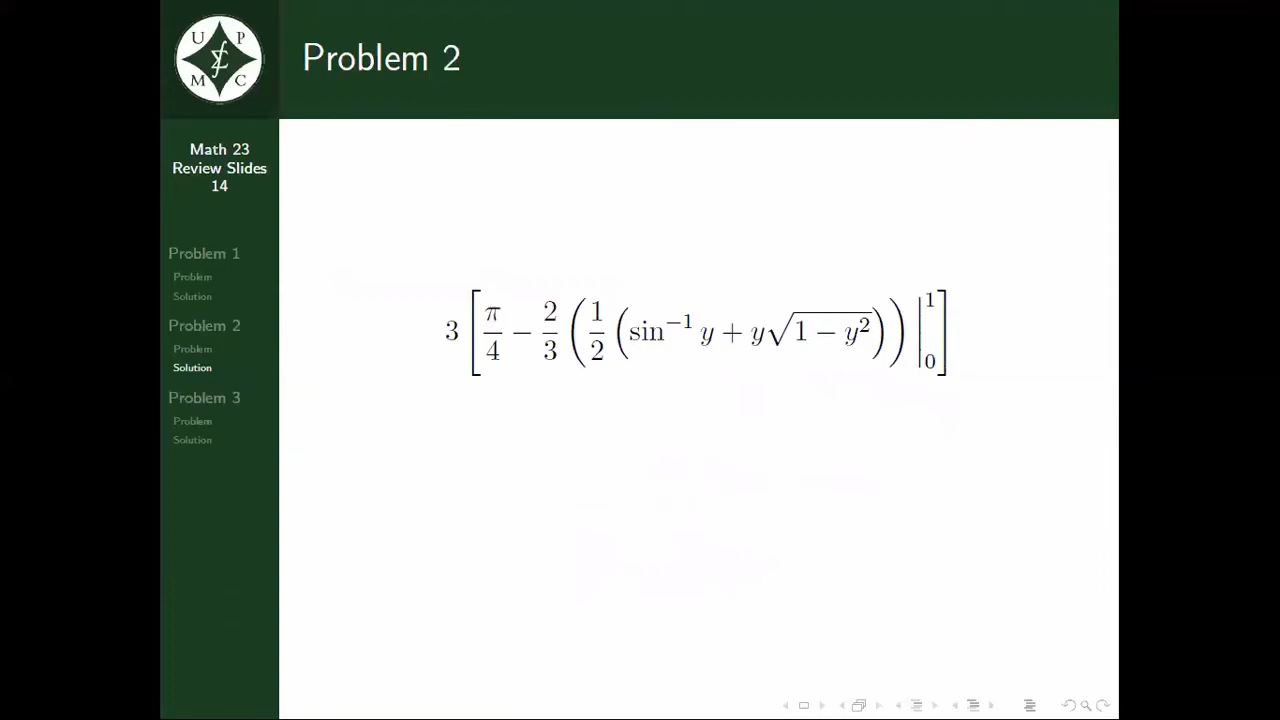 U P
M C
Problem 2
Math 23
Review Slides
14
Problem 1
Problem
Solution
Problem 2
Problem
Solution
Problem 3
Problem
Solution
3 [ π/4 − 2/3 ( 1/2 ( sin⁻¹ y + y√(1 − y²) ) ) |₀¹ ]